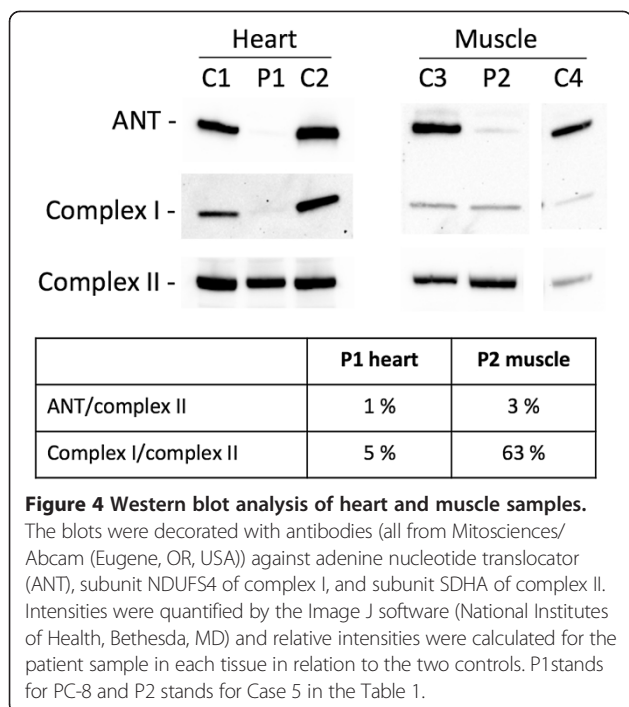 Heart Muscle
C1 P1 C2 C3 P2 C4
ANT -
Complex I -
Complex II -
P1 heart P2 muscle
ANT/complex II 1 % 3 %
Complex I/complex II 5 % 63 %
Figure 4 Western blot analysis of heart and muscle samples.
The blots were decorated with antibodies (all from Mitosciences/
Abcam (Eugene, OR, USA)) against adenine nucleotide translocator
(ANT), subunit NDUFS4 of complex I, and subunit SDHA of complex II.
Intensities were quantified by the Image J software (National Institutes
of Health, Bethesda, MD) and relative intensities were calculated for the
patient sample in each tissue in relation to the two controls. P1stands
for PC-8 and P2 stands for Case 5 in the Table 1.